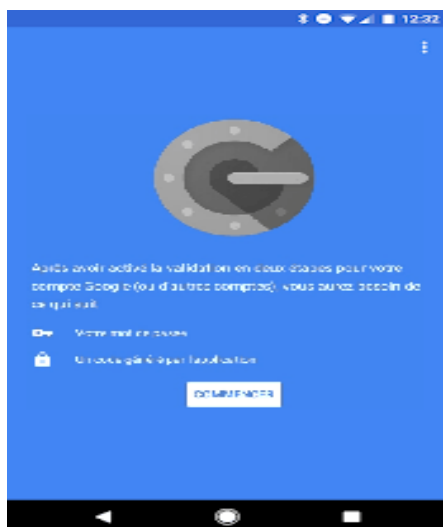 12:32
Après avoir activé la validation en deux étapes pour votre
compte Google (ou d'autres comptes), vous aurez besoin de
ce qui suit
Votre mot de passe
Un code généré par l'application
COMMENCER